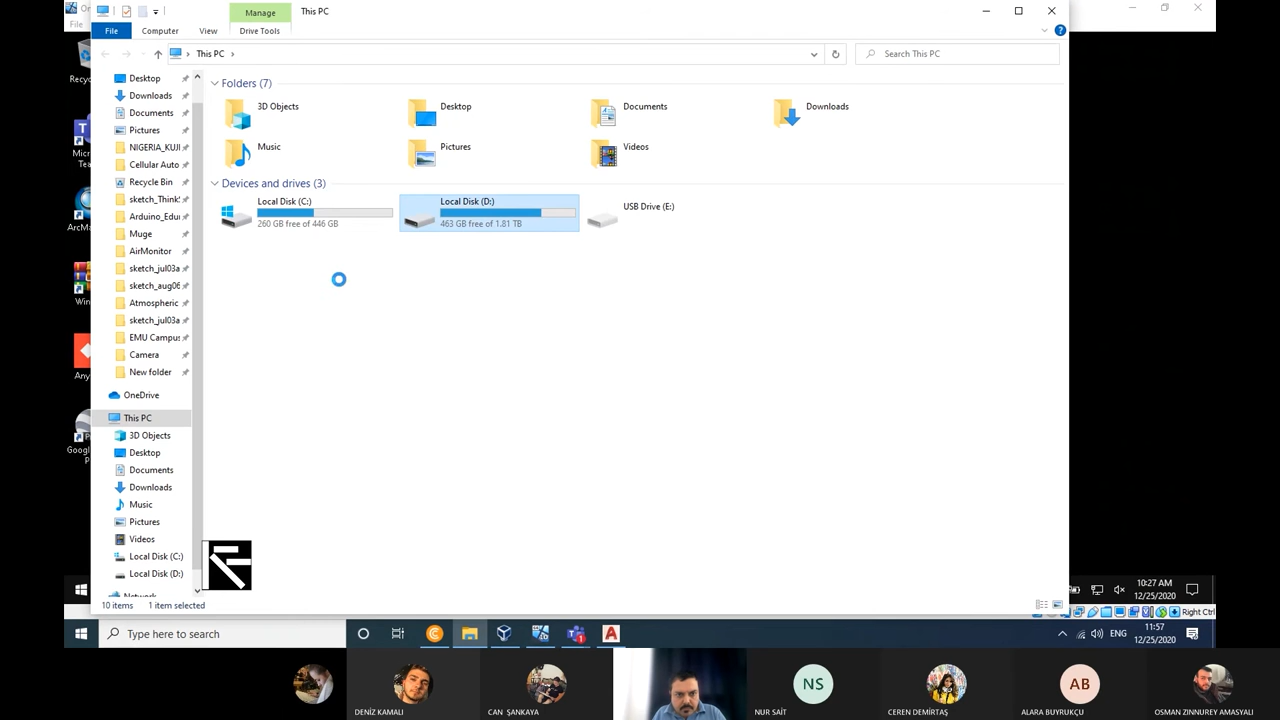 Manage
This PC
File
Computer
View
Drive Tools
This PC
Search This PC
Desktop
Downloads
Documents
Pictures
NIGERIA_KUJI
Cellular Auto
Recycle Bin
sketch_Think
Arduino_Edu
Muge
AirMonitor
sketch_jul03a
sketch_aug06
Atmospheric
sketch_jul03a
EMU Campus
Camera
New folder
OneDrive
This PC
3D Objects
Desktop
Documents
Downloads
Music
Pictures
Videos
Local Disk (C:)
Local Disk (D:)
Network
Folders (7)
3D Objects
Desktop
Documents
Downloads
Music
Pictures
Videos
Devices and drives (3)
Local Disk (C:)
260 GB free of 446 GB
Local Disk (D:)
463 GB free of 1.81 TB
USB Drive (E:)
10 items
1 item selected
10:27 AM
12/25/2020
Right Ctrl
Type here to search
ENG
11:57
12/25/2020
DENİZ KAMALI
CAN ŞANKAYA
NS
NUR SAİT
CEREN DEMİRTAŞ
AB
ALARA BUYRUKÇU
OSMAN ZINNUREY AMASYALI